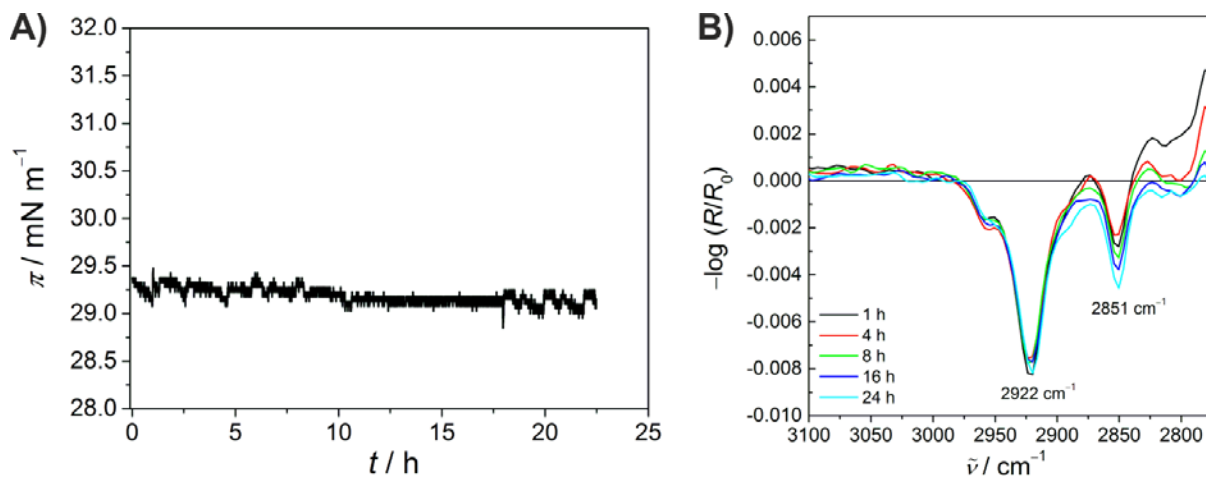 A)
32.0
31.5
31.0
30.5
30.0
29.5
29.0
28.5
28.0
π / mN m⁻¹
0 5 10 15 20 25
t / h
B)
0.006
0.004
0.002
0.000
-0.002
-0.004
-0.006
-0.008
-0.010
−log (R/R₀)
1 h
4 h
8 h
16 h
24 h
2851 cm⁻¹
2922 cm⁻¹
3100 3050 3000 2950 2900 2850 2800
ṽ / cm⁻¹